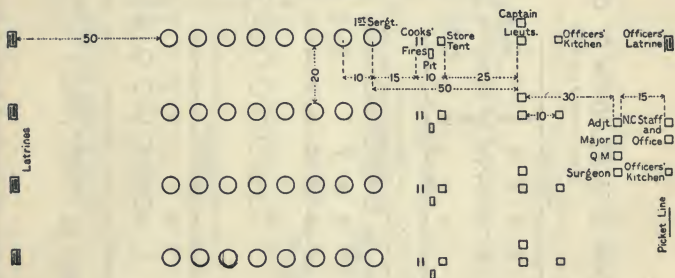 Captain
1st Sergt.
Cooks'
Fires
Pit
Store
Tent
Lieuts.
Officers'
Kitchen
Officers'
Latrine
50
20
10
15
10
25
50
30
15
10
Latrines
Adjt
Major
Q M
Surgeon
N C Staff
and
Office
Officers'
Kitchen
Picket Line